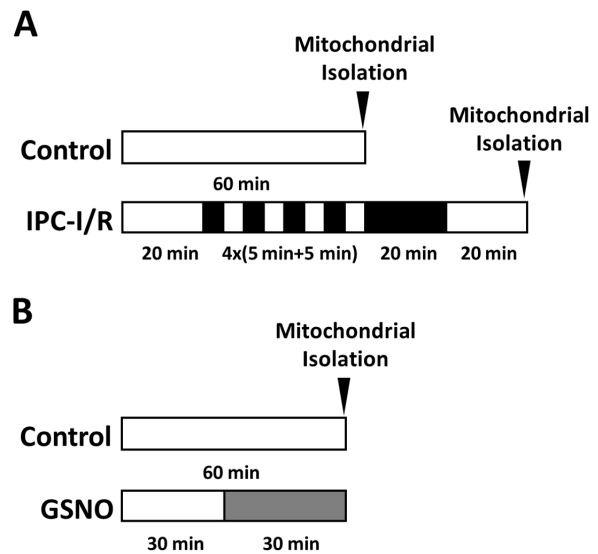 A
Mitochondrial
Isolation
Mitochondrial
Isolation
Control
60 min
IPC-I/R
20 min 4x(5 min+5 min) 20 min 20 min
B
Mitochondrial
Isolation
Control
60 min
GSNO
30 min 30 min